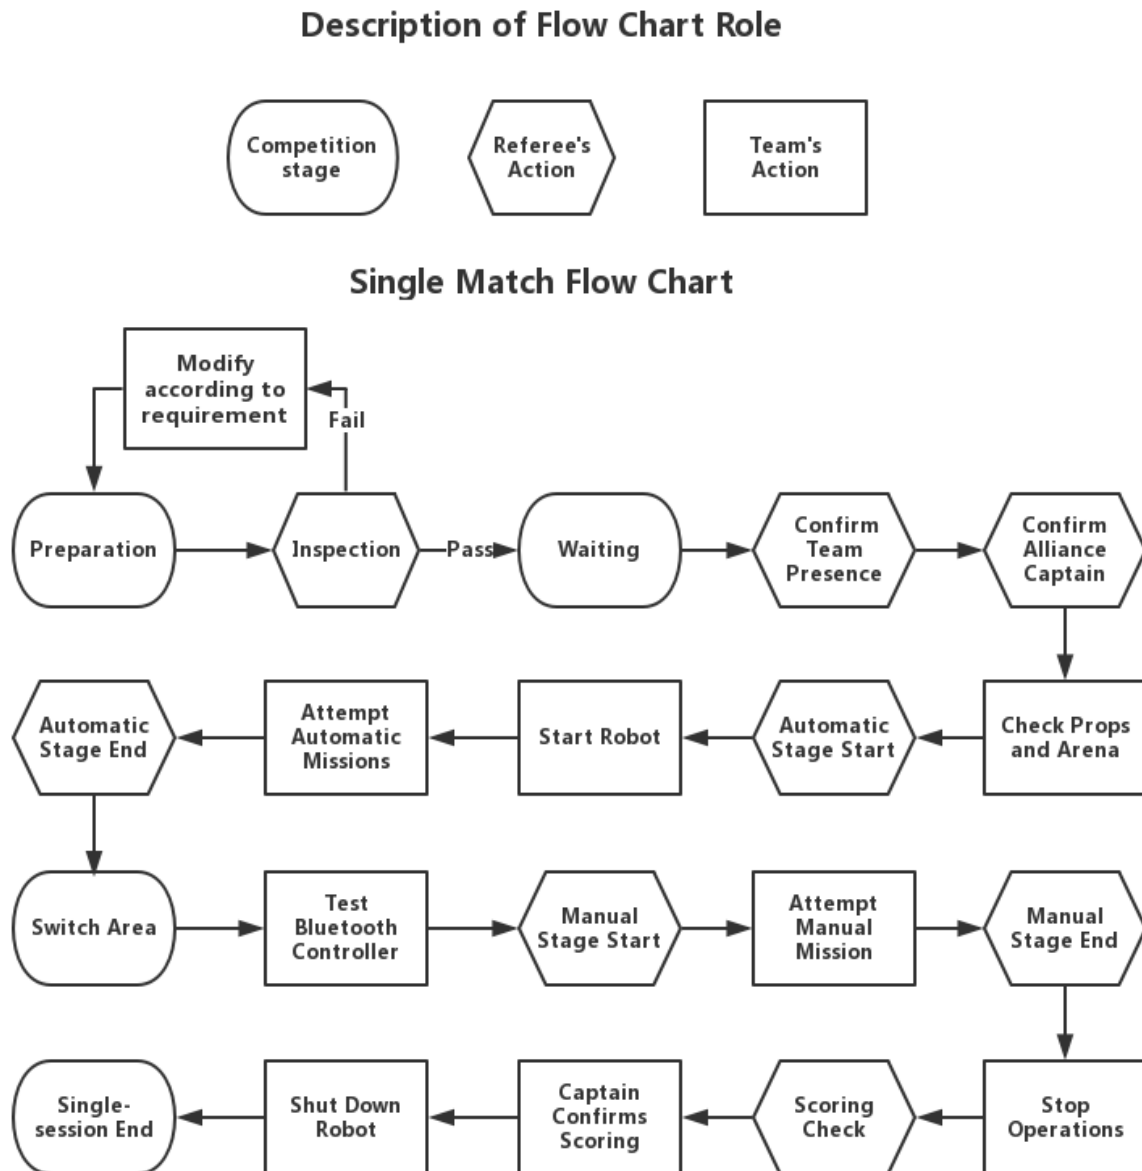 Description of Flow Chart Role
Competition
stage
Referee's
Action
Team's
Action
Single Match Flow Chart
Modify
according to
requirement
Fail
Preparation
Inspection
Pass
Waiting
Confirm
Team
Presence
Confirm
Alliance
Captain
Automatic
Stage End
Attempt
Automatic
Missions
Start Robot
Automatic
Stage Start
Check Props
and Arena
Switch Area
Test
Bluetooth
Controller
Manual
Stage Start
Attempt
Manual
Mission
Manual
Stage End
Single-
session End
Shut Down
Robot
Captain
Confirms
Scoring
Scoring
Check
Stop
Operations